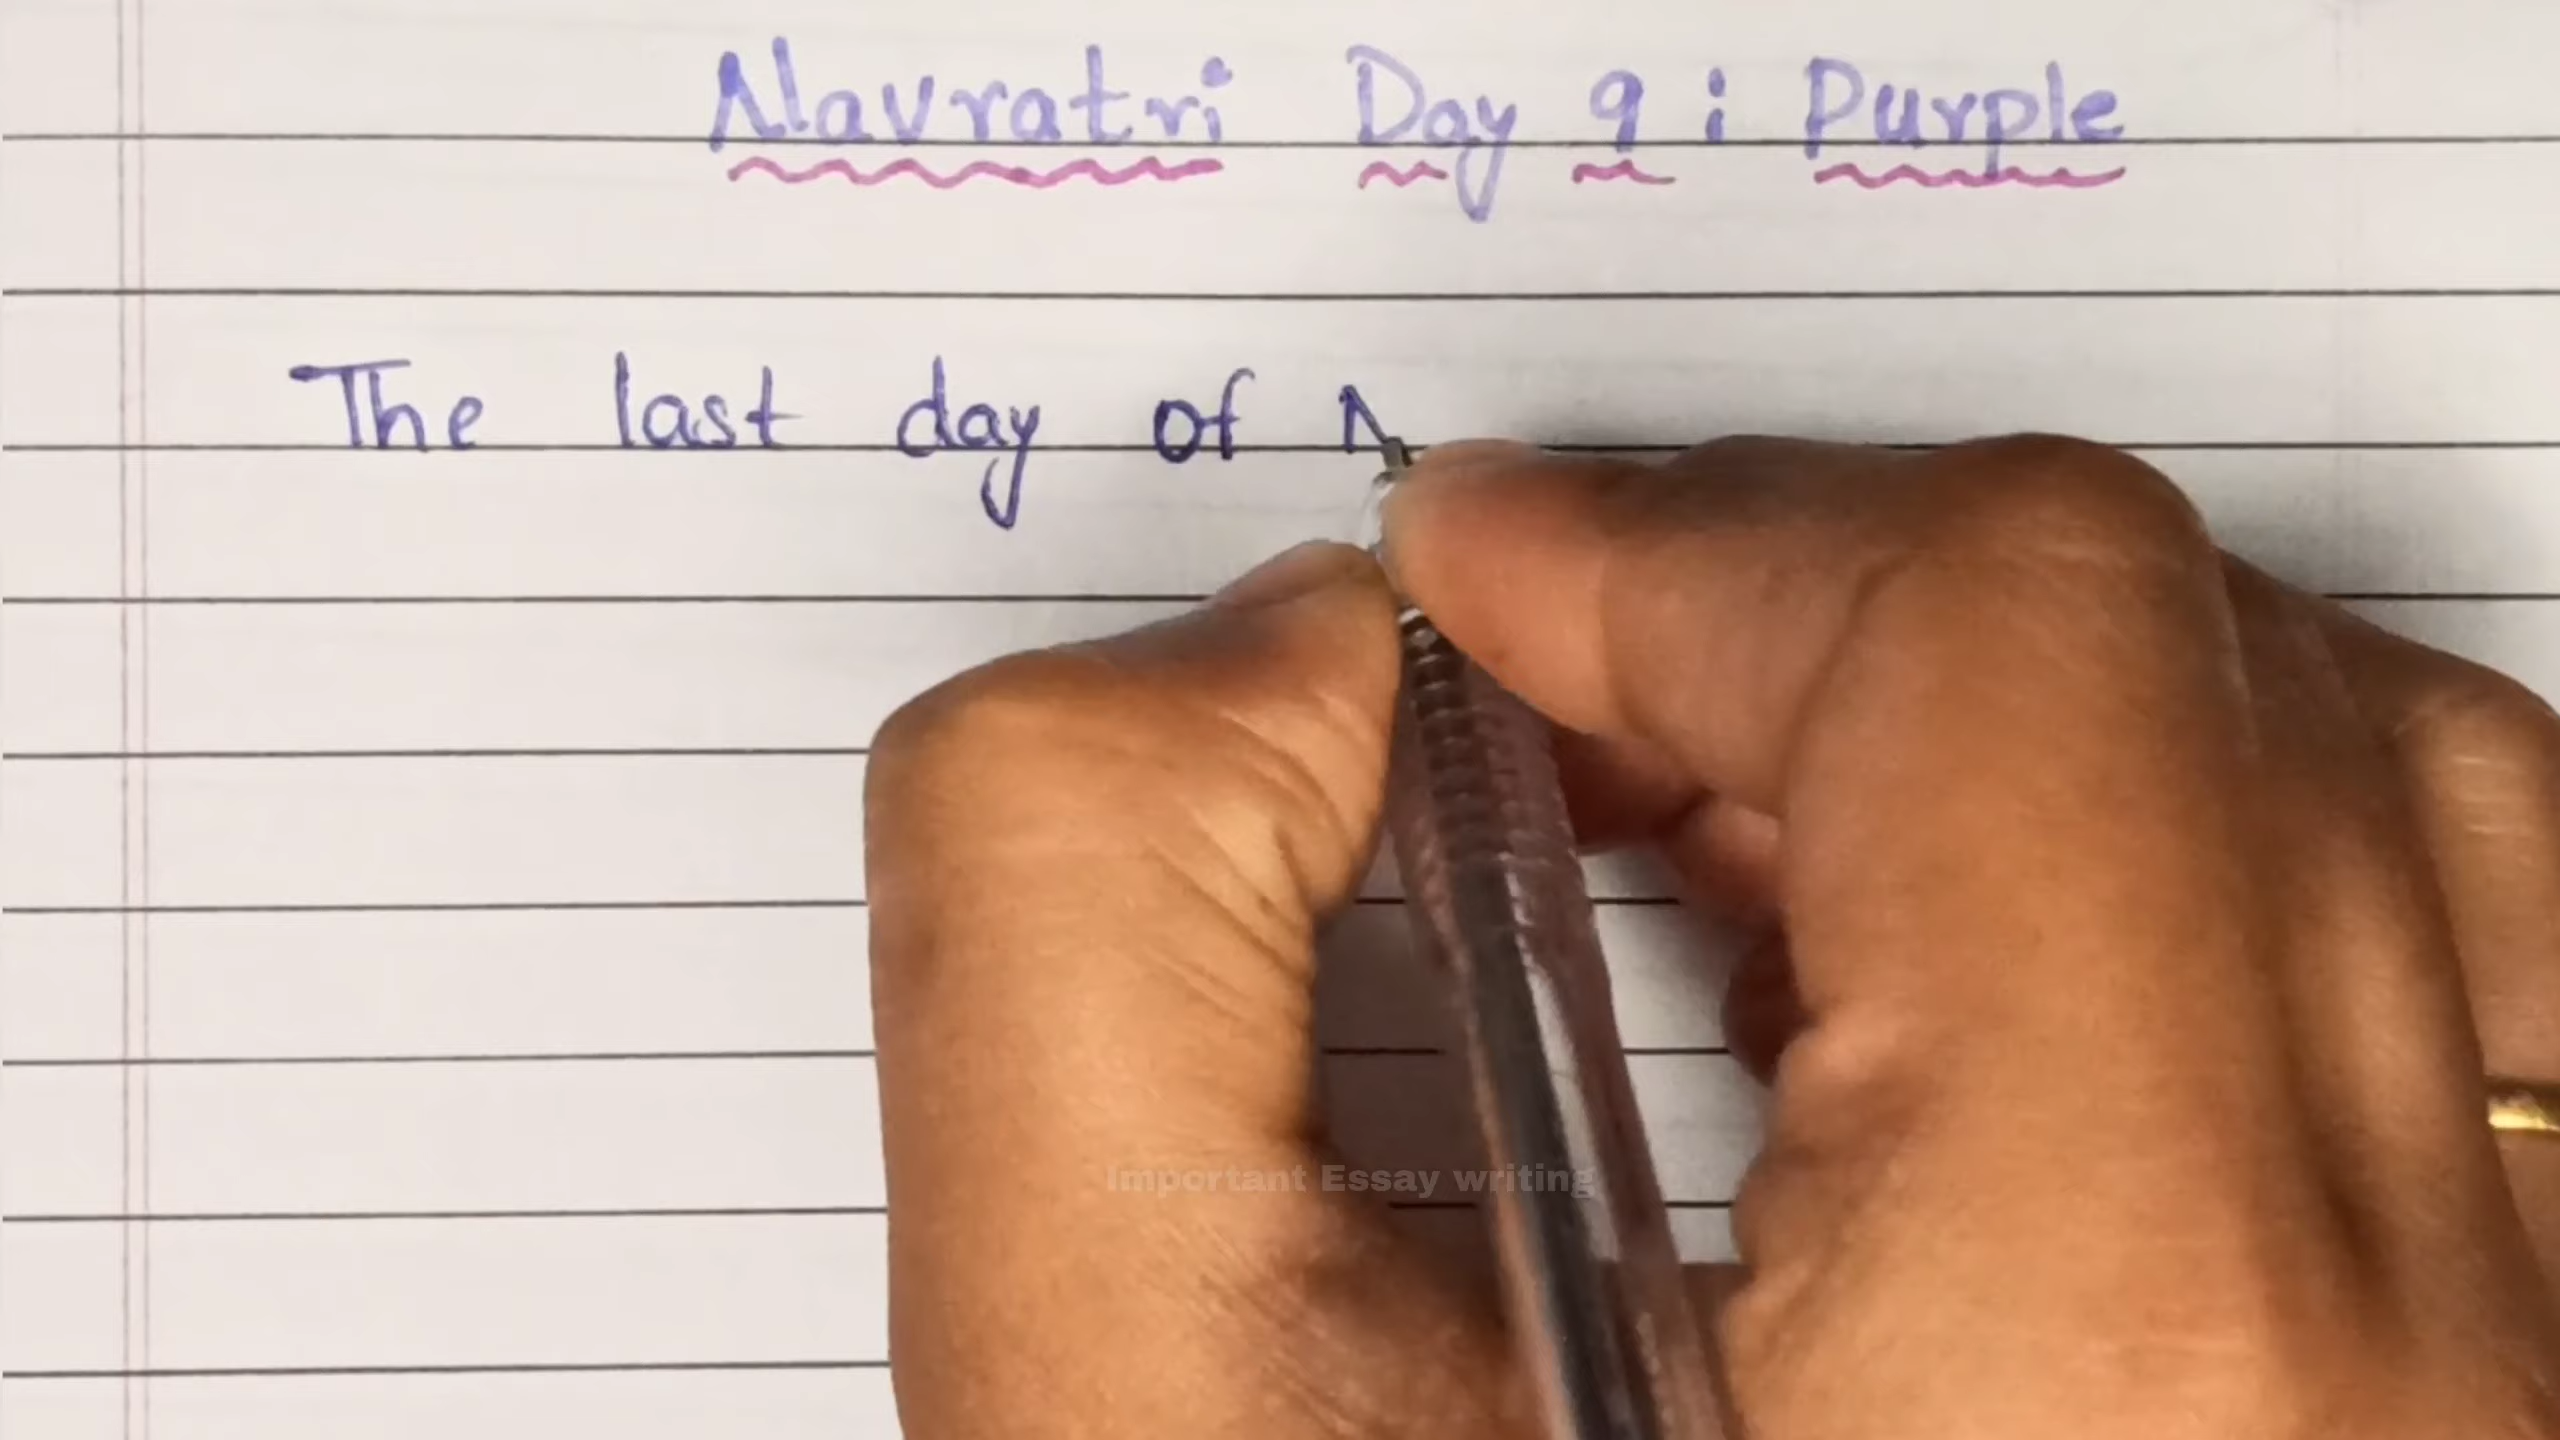 Navratri Day 9 : Purple
The last day of
Important Essay writing